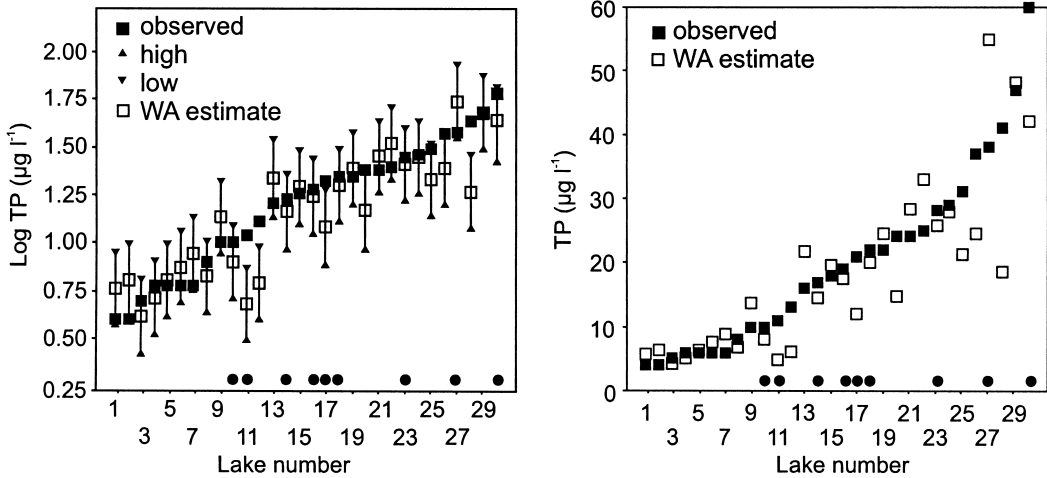 observed
high
low
WA estimate
2.00
1.75
1.50
1.25
1.00
0.75
0.50
0.25
Log TP (µg l-1)
1 5 9 13 17 21 25 29
3 7 11 15 19 23 27
Lake number
observed
WA estimate
60
50
40
30
20
10
0
TP (µg l-1)
1 5 9 13 17 21 25 29
3 7 11 15 19 23 27
Lake number